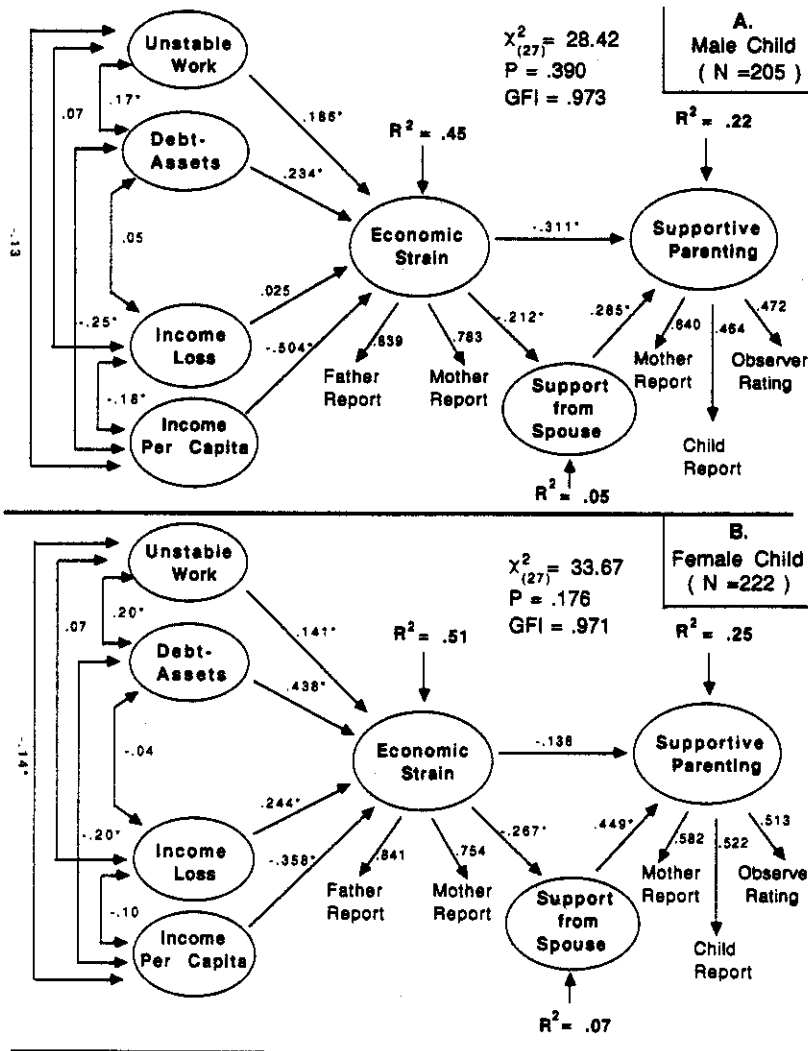 A.
Male Child
( N =205 )
χ²(27) = 28.42
P = .390
GFI = .973
Unstable
Work
.07
.17*
.185*
R² = .45
R² = .22
Debt-
Assets
.234*
-.13
.05
Economic
Strain
-.311*
Supportive
Parenting
.025
-.25*
Income
Loss
-.504*
.839
.783
-.212*
.285*
.640
.464
.472
Father
Report
Mother
Report
Mother
Report
Observer
Rating
-.18*
Support
from
Spouse
Income
Per Capita
Child
Report
R² = .05
B.
Female Child
( N =222 )
χ²(27) = 33.67
P = .176
GFI = .971
Unstable
Work
.07
.20*
.141*
R² = .51
R² = .25
Debt-
Assets
.438*
-.14*
-.04
Economic
Strain
-.138
Supportive
Parenting
.244*
-.20*
Income
Loss
-.358*
.841
.754
-.267*
.449*
.582
.522
.513
Father
Report
Mother
Report
Mother
Report
Observer
Rating
-.10
Support
from
Spouse
Income
Per Capita
Child
Report
R² = .07